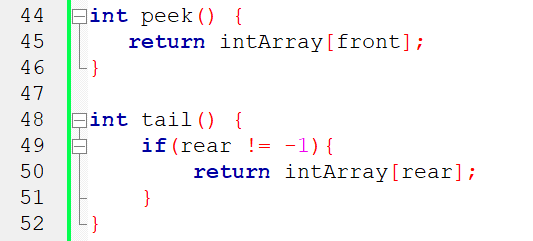 44 int peek() {
45     return intArray[front];
46 }
47
48 int tail() {
49     if(rear != -1){
50         return intArray[rear];
51     }
52 }